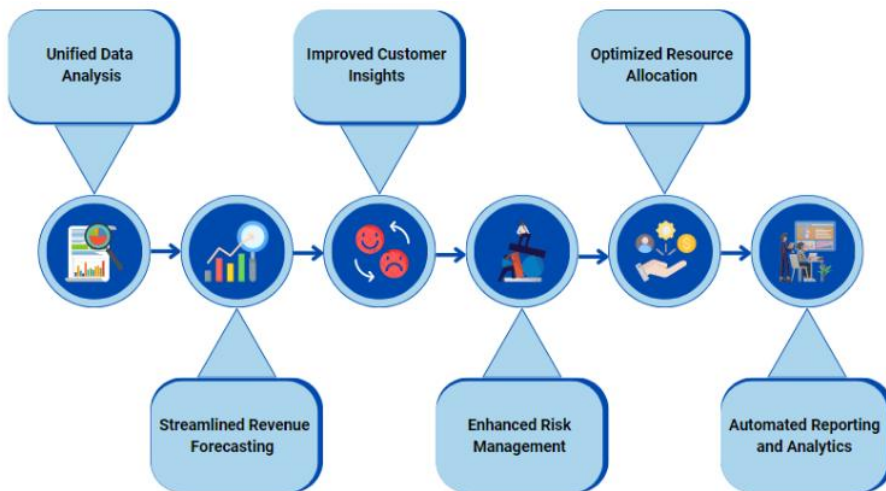 Unified Data
Analysis
Improved Customer
Insights
Optimized Resource
Allocation
Streamlined Revenue
Forecasting
Enhanced Risk
Management
Automated Reporting
and Analytics